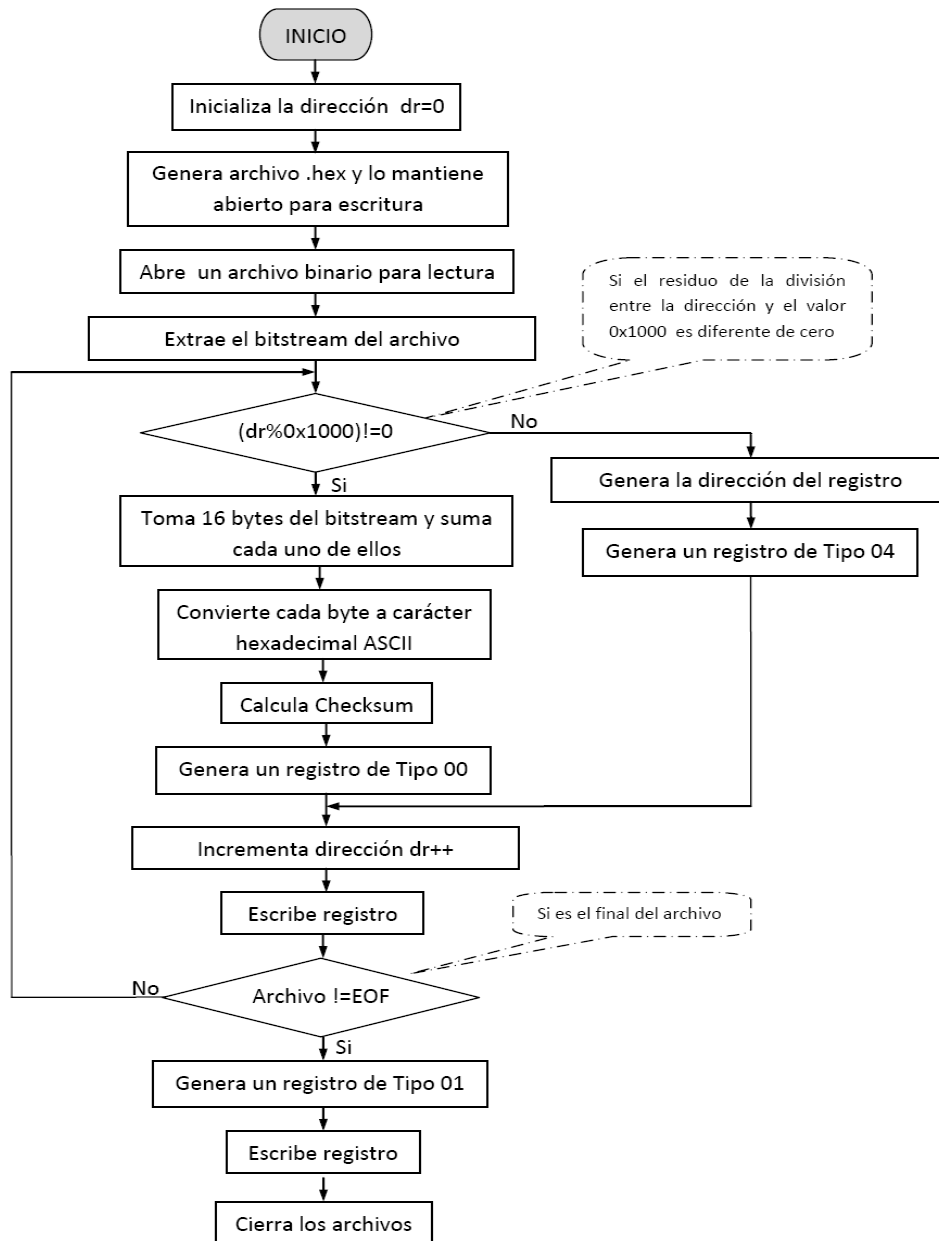 INICIO
Inicializa la dirección dr=0
Genera archivo .hex y lo mantiene
abierto para escritura
Abre un archivo binario para lectura
Si el residuo de la división
entre la dirección y el valor
0x1000 es diferente de cero
Extrae el bitstream del archivo
(dr%0x1000)!=0
No
Si
Genera la dirección del registro
Toma 16 bytes del bitstream y suma
cada uno de ellos
Genera un registro de Tipo 04
Convierte cada byte a carácter
hexadecimal ASCII
Calcula Checksum
Genera un registro de Tipo 00
Incrementa dirección dr++
Escribe registro
Si es el final del archivo
Archivo !=EOF
No
Si
Genera un registro de Tipo 01
Escribe registro
Cierra los archivos